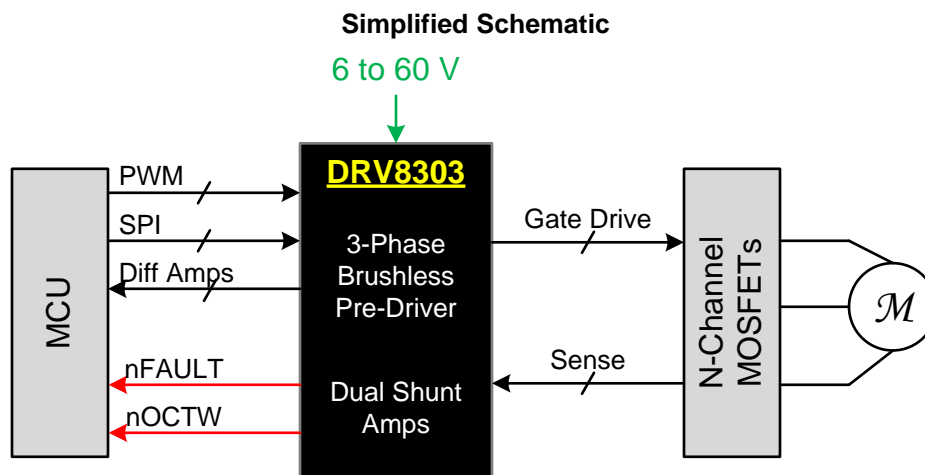 Simplified Schematic
6 to 60 V
MCU
PWM
SPI
Diff Amps
nFAULT
nOCTW
DRV8303
3-Phase
Brushless
Pre-Driver
Dual Shunt
Amps
Gate Drive
Sense
N-Channel
MOSFETs
M